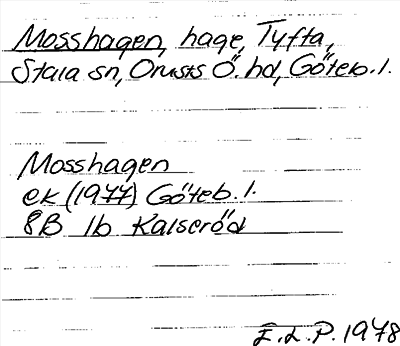 Mosshagen, hage, Tyfta,
Stala sn, Orusts Ö. hd, Göteb. l.
Mosshagen
ek (1977) Göteb. l.
8B 1b Kalseröd
E.L.P. 1978